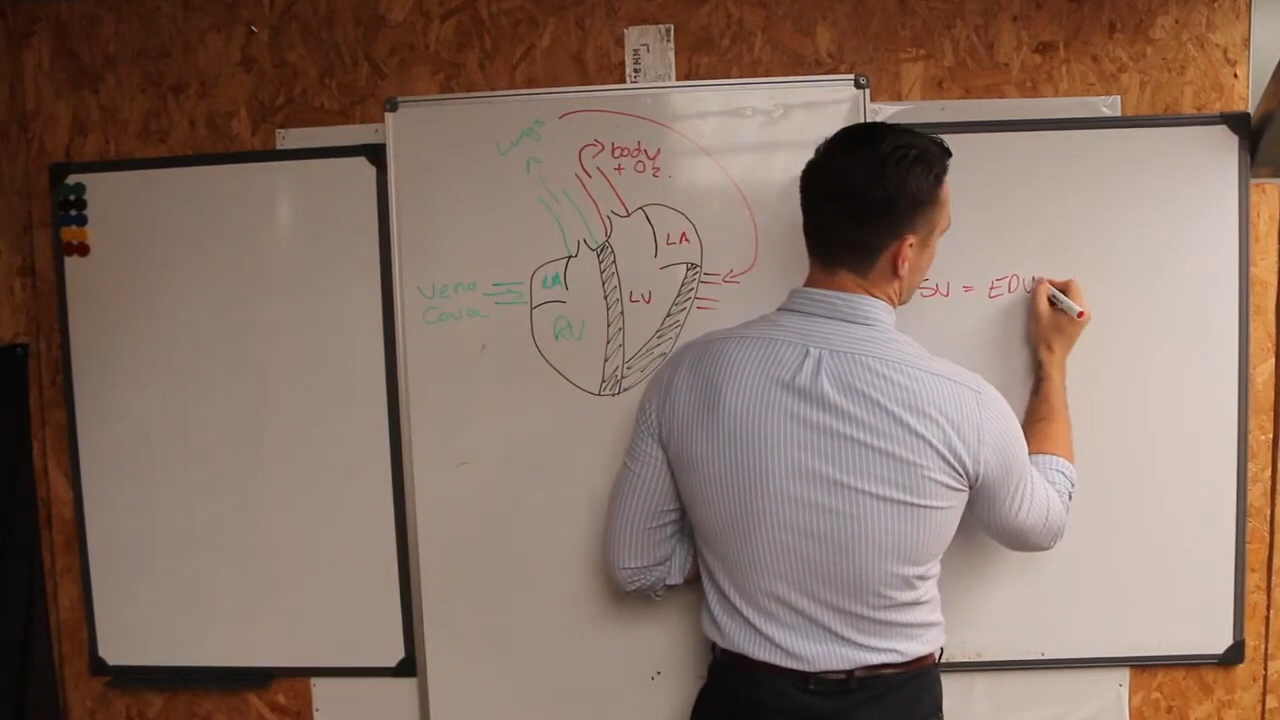 Lungs
body
+ O2.
LA
LA
Vena
Cava
LV
RV
SV = EDV